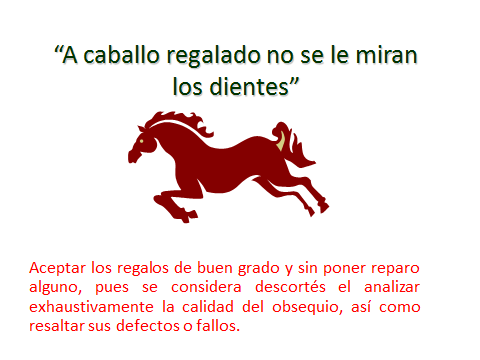 “A caballo regalado no se le miran
los dientes”
Aceptar los regalos de buen grado y sin poner reparo
alguno, pues se considera descortés el analizar
exhaustivamente la calidad del obsequio, así como
resaltar sus defectos o fallos.